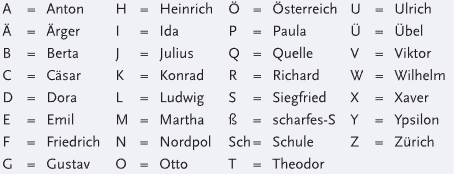 A = Anton H = Heinrich Ö = Österreich U = Ulrich
Ä = Ärger I = Ida P = Paula Ü = Übel
B = Berta J = Julius Q = Quelle V = Viktor
C = Cäsar K = Konrad R = Richard W = Wilhelm
D = Dora L = Ludwig S = Siegfried X = Xaver
E = Emil M = Martha ß = scharfes-S Y = Ypsilon
F = Friedrich N = Nordpol Sch= Schule Z = Zürich
G = Gustav O = Otto T = Theodor